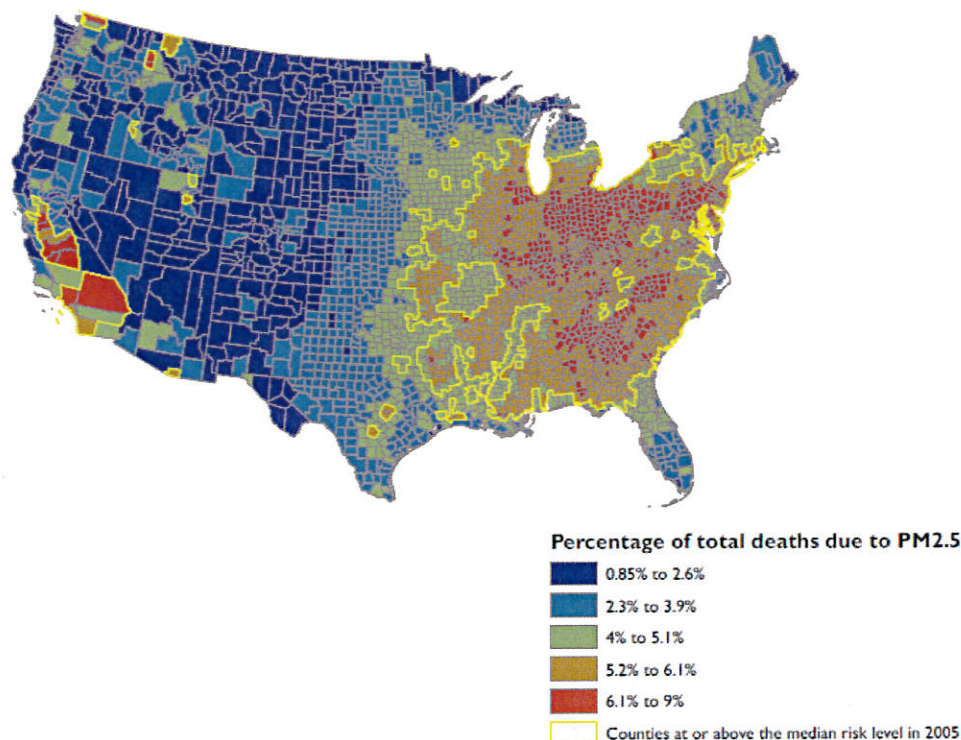 Percentage of total deaths due to PM2.5
0.85% to 2.6%
2.3% to 3.9%
4% to 5.1%
5.2% to 6.1%
6.1% to 9%
Counties at or above the median risk level in 2005